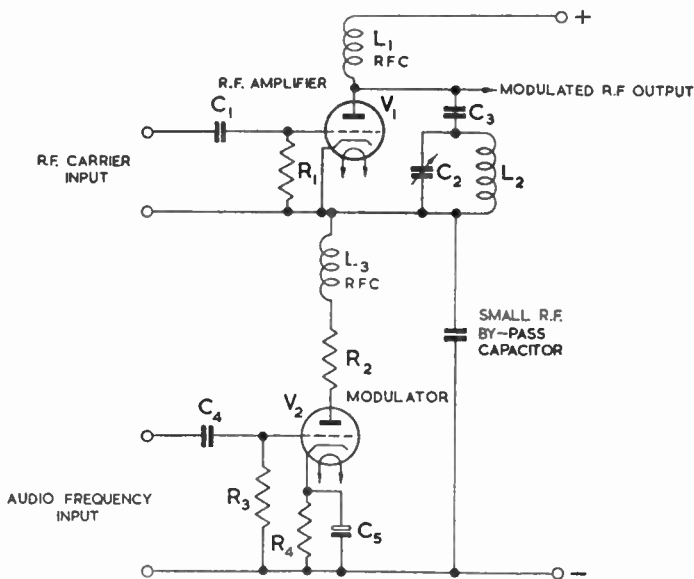 L1
RFC
+
R.F. AMPLIFIER
V1
MODULATED R.F OUTPUT
C1
C3
R.F. CARRIER
INPUT
R1
C2
L2
L3
RFC
SMALL R.F.
BY-PASS
CAPACITOR
R2
MODULATOR
V2
C4
AUDIO FREQUENCY
INPUT
R3
R4
C5
-